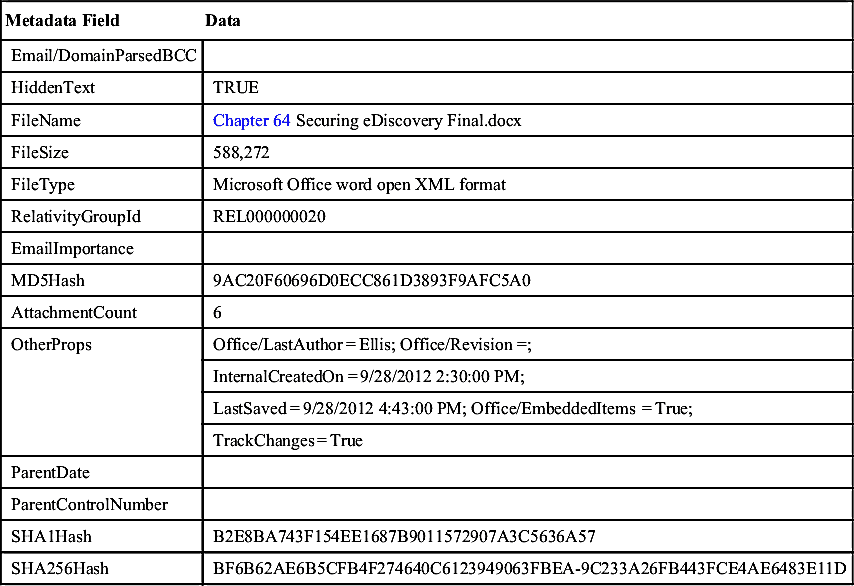 Metadata Field Data
Email/DomainParsedBCC
HiddenText TRUE
FileName Chapter 64 Securing eDiscovery Final.docx
FileSize 588,272
FileType Microsoft Office word open XML format
RelativityGroupId REL000000020
EmailImportance
MD5Hash 9AC20F60696D0ECC861D3893F9AFC5A0
AttachmentCount 6
OtherProps Office/LastAuthor = Ellis; Office/Revision =;
InternalCreatedOn = 9/28/2012 2:30:00 PM;
LastSaved = 9/28/2012 4:43:00 PM; Office/EmbeddedItems = True;
TrackChanges = True
ParentDate
ParentControlNumber
SHA1Hash B2E8BA743F154EE1687B9011572907A3C5636A57
SHA256Hash BF6B62AE6B5CFB4F274640C6123949063FBEA-9C233A26FB443FCE4AE6483E11D